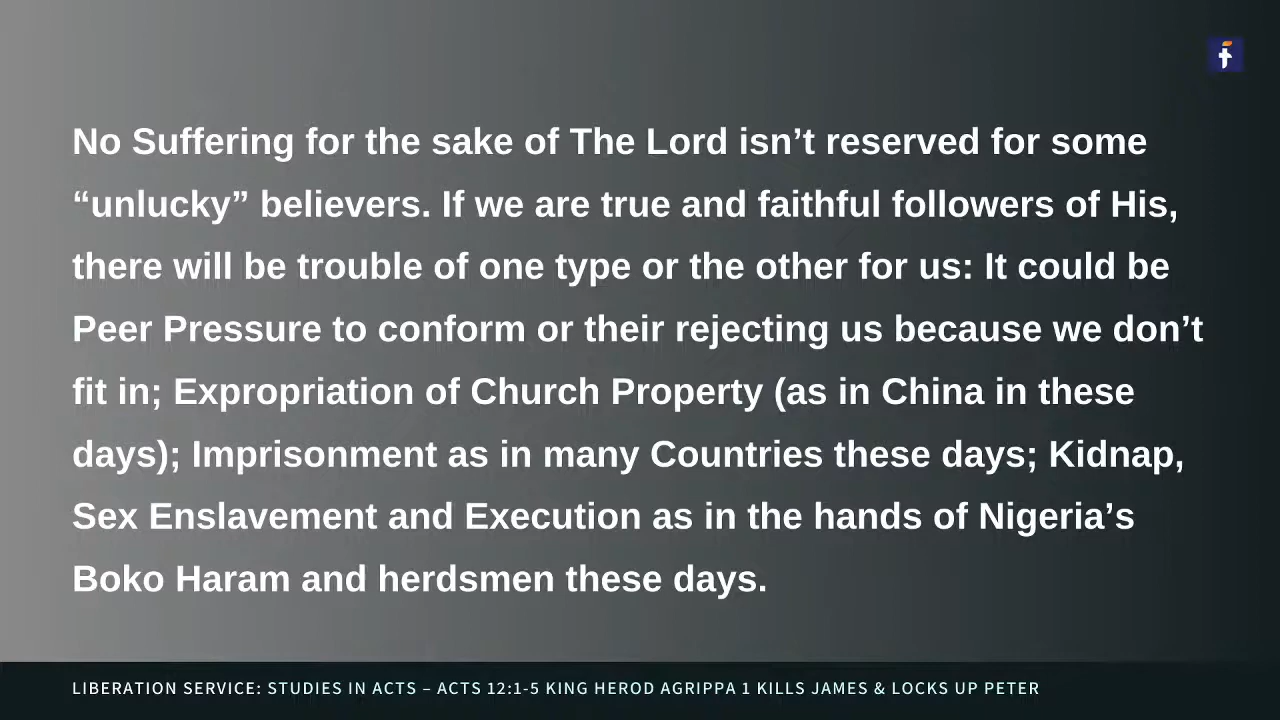 No Suffering for the sake of The Lord isn’t reserved for some
“unlucky” believers. If we are true and faithful followers of His,
there will be trouble of one type or the other for us: It could be
Peer Pressure to conform or their rejecting us because we don’t
fit in; Expropriation of Church Property (as in China in these
days); Imprisonment as in many Countries these days; Kidnap,
Sex Enslavement and Execution as in the hands of Nigeria’s
Boko Haram and herdsmen these days.
LIBERATION SERVICE: STUDIES IN ACTS – ACTS 12:1-5 KING HEROD AGRIPPA 1 KILLS JAMES & LOCKS UP PETER